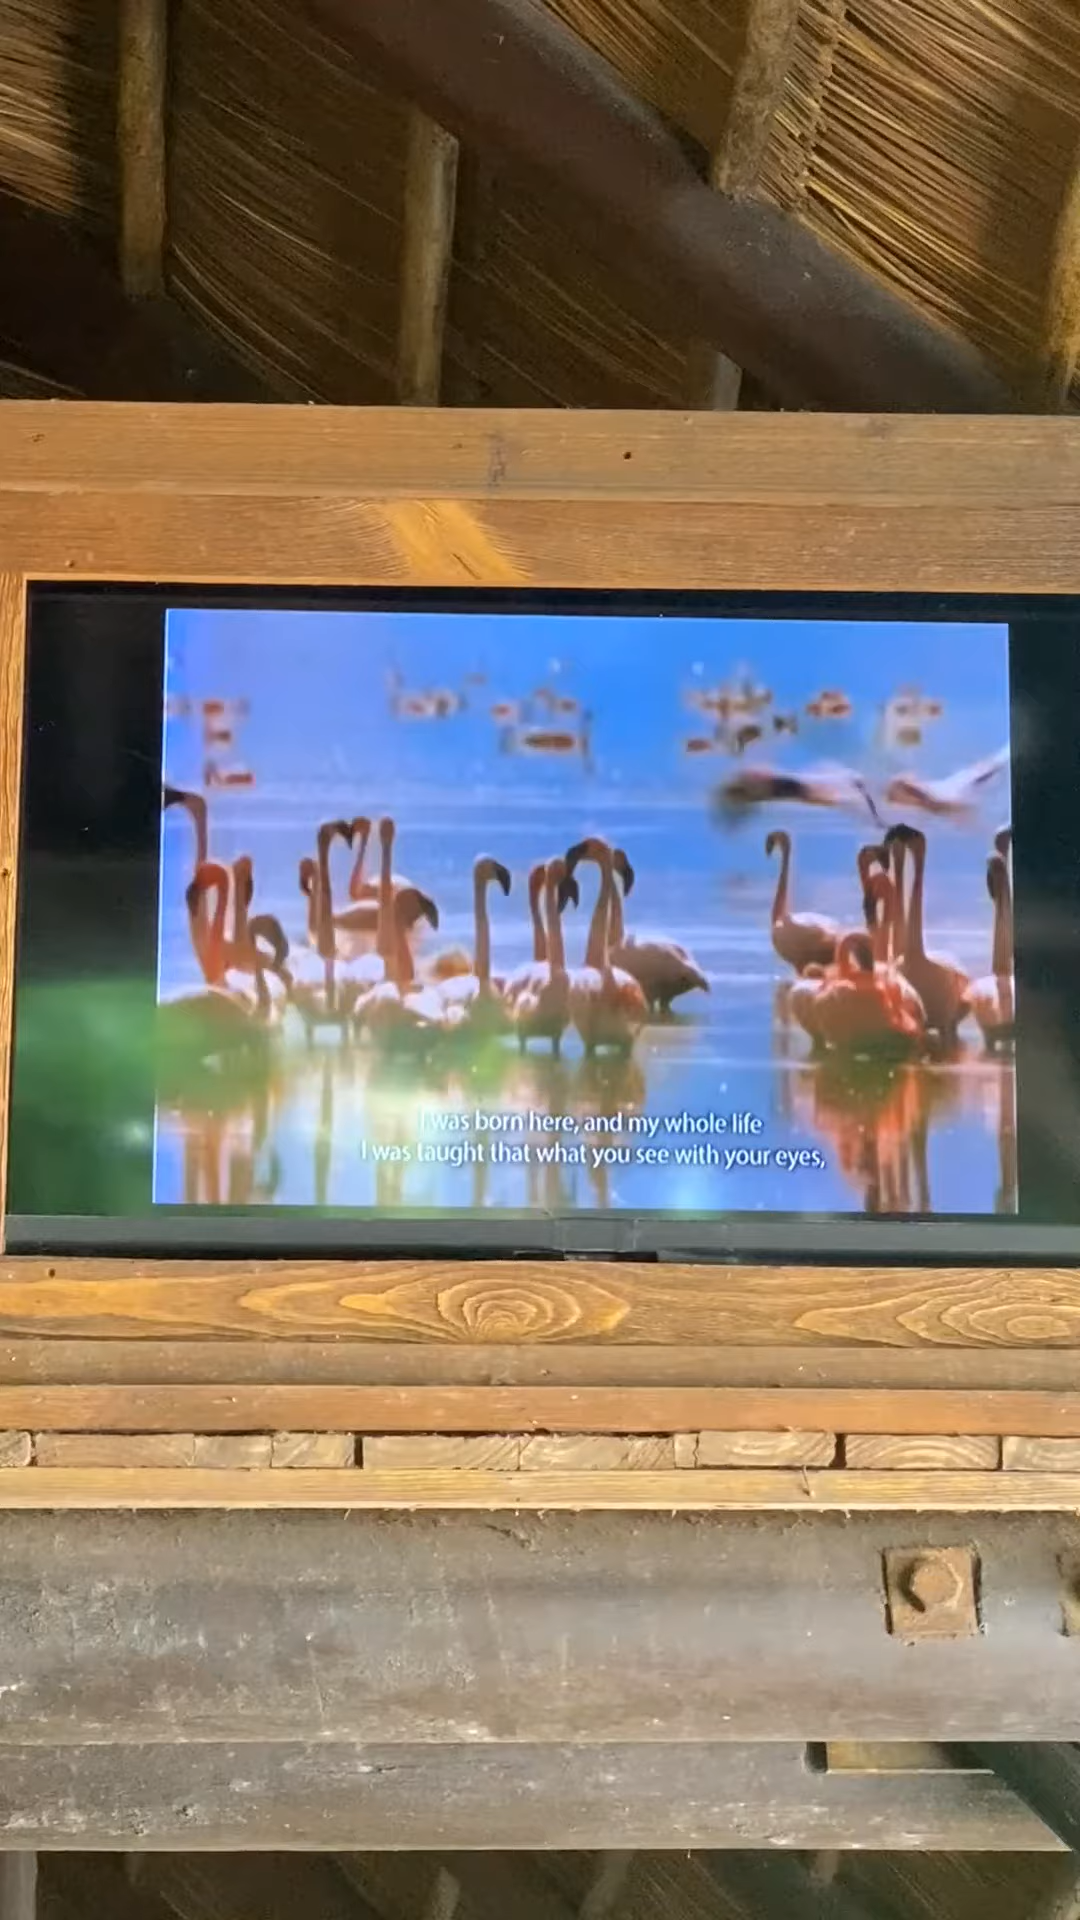 I was born here, and my whole life
I was taught that what you see with your eyes,